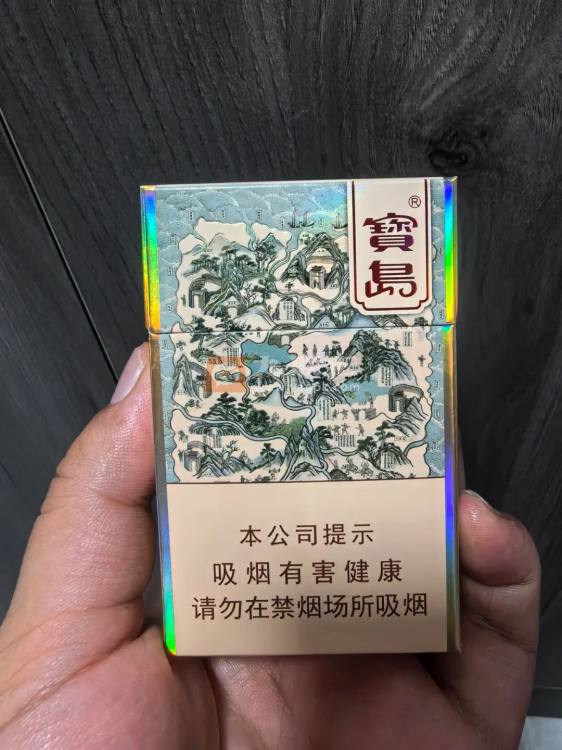 寶島®
本公司提示
吸烟有害健康
请勿在禁烟场所吸烟